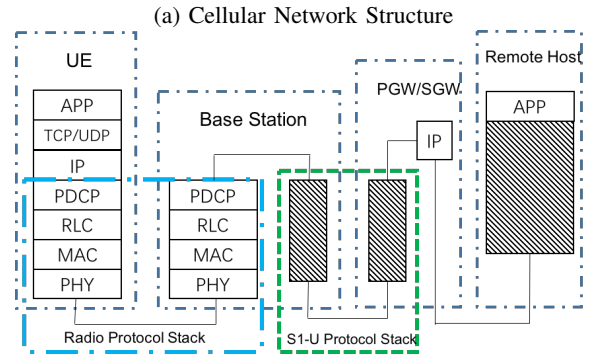 (a) Cellular Network Structure
UE
APP
TCP/UDP
IP
PDCP
RLC
MAC
PHY
Base Station
PDCP
RLC
MAC
PHY
PGW/SGW
IP
Remote Host
APP
Radio Protocol Stack
S1-U Protocol Stack